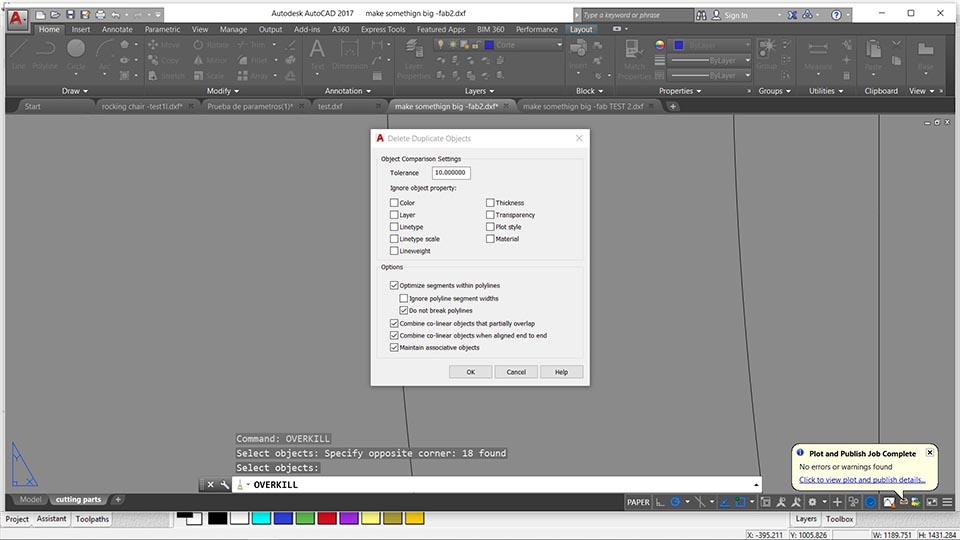 Autodesk AutoCAD 2017 make somethign big -fab2.dxf
Type a keyword or phrase
Sign In
Home Insert Annotate Parametric View Manage Output Add-ins A360 Express Tools Featured Apps BIM 360 Performance Layout
Line Polyline Circle Arc
Move Rotate Trim
Copy Mirror Fillet
Stretch Scale Array
Text Dimension
Layer
Properties
Corte
Insert
Match
Properties
ByLayer
ByLayer
ByLayer
Group
Measure
Paste
Base
Draw Modify Annotation Layers Block Properties Groups Utilities Clipboard View
Start rocking chair -test1l.dxf* Prueba de parametros(1)* test.dxf make somethign big -fab2.dxf* make somethign big -fab TEST 2.dxf
Delete Duplicate Objects
Object Comparison Settings
Tolerance 10.000000
Ignore object property:
Color Thickness
Layer Transparency
Linetype Plot style
Linetype scale Material
Lineweight
Options
Optimize segments within polylines
Ignore polyline segment widths
Do not break polylines
Combine co-linear objects that partially overlap
Combine co-linear objects when aligned end to end
Maintain associative objects
OK Cancel Help
Command: OVERKILL
Select objects: Specify opposite corner: 18 found
Select objects:
OVERKILL
Plot and Publish Job Complete
No errors or warnings found
Click to view plot and publish details...
X
Model cutting parts PAPER
Project Assistant Toolpaths Layers Toolbox
X: -395.211 Y: 1005.826 W: 1189.751 H: 1431.284